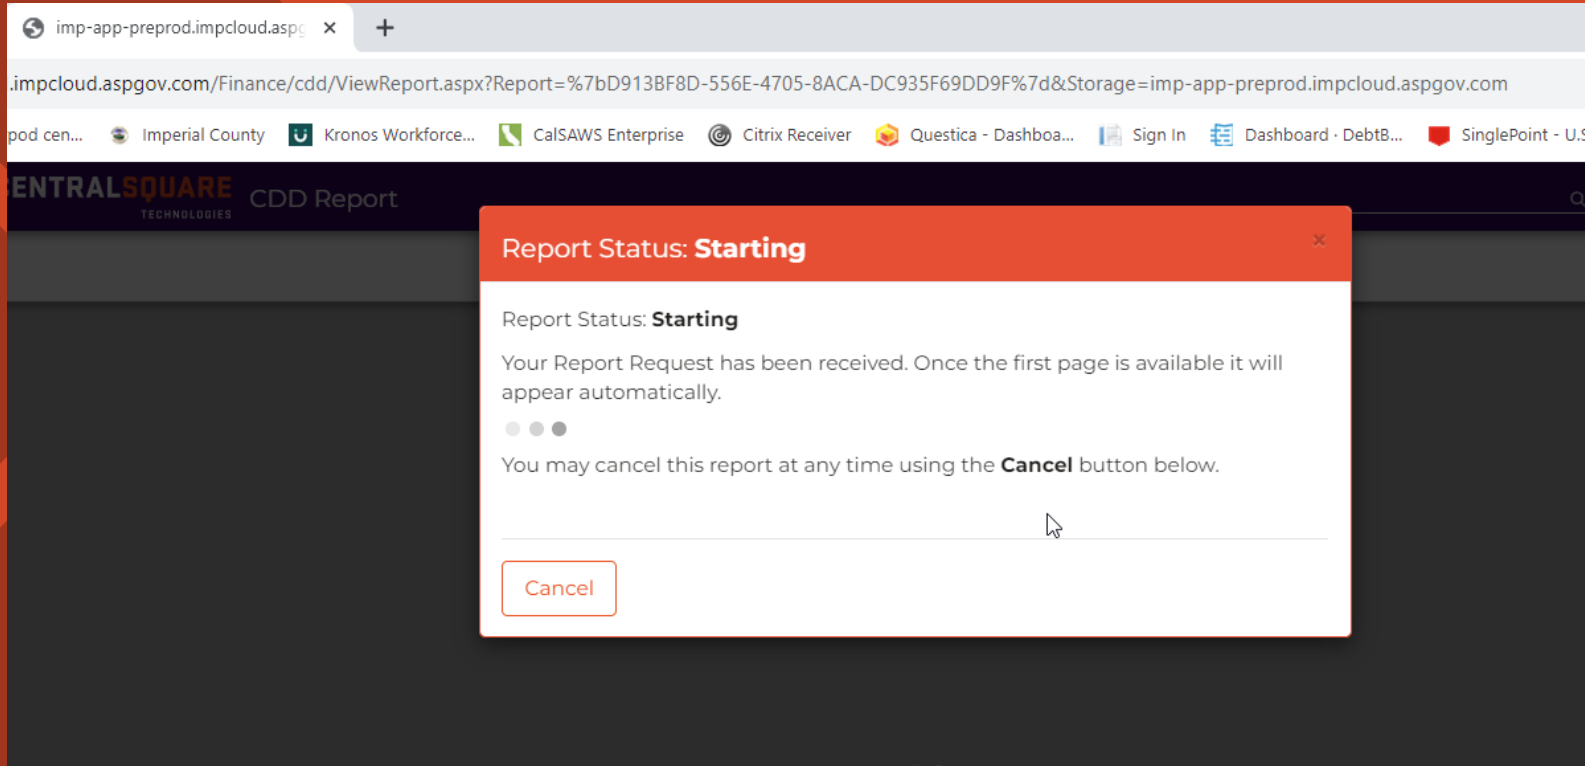 imp-app-preprod.impcloud.aspg
.impcloud.aspgov.com/Finance/cdd/ViewReport.aspx?Report=%7bD913BF8D-556E-4705-8ACA-DC935F69DD9F%7d&Storage=imp-app-preprod.impcloud.aspgov.com
pod cen... Imperial County Kronos Workforce... CalSAWS Enterprise Citrix Receiver Questica - Dashboa... Sign In Dashboard · DebtB... SinglePoint - U.S
CENTRALSQUARE
TECHNOLOGIES
CDD Report
Report Status: Starting
Report Status: Starting
Your Report Request has been received. Once the first page is available it will
appear automatically.
You may cancel this report at any time using the Cancel button below.
Cancel